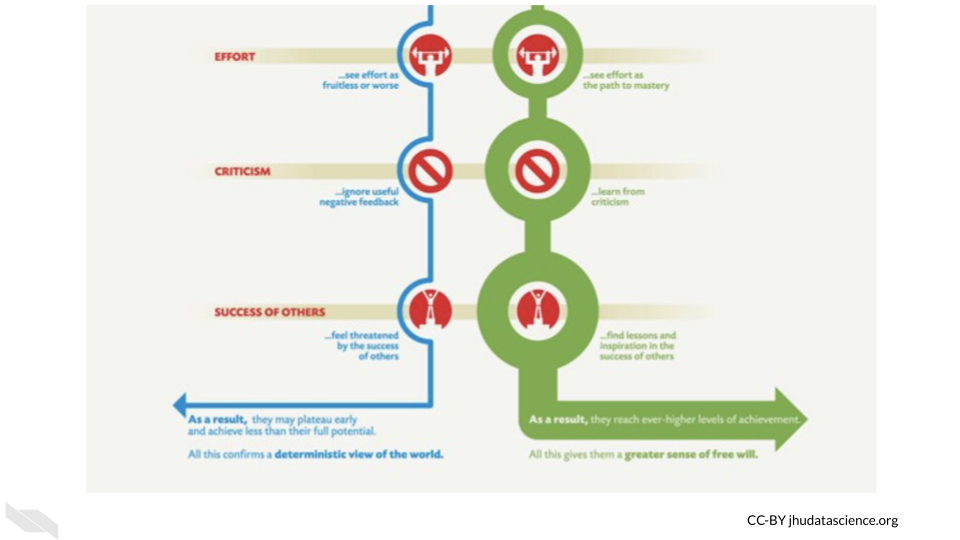 EFFORT
...see effort as
fruitless or worse
...see effort as
the path to mastery
CRITICISM
...ignore useful
negative feedback
...learn from
criticism
SUCCESS OF OTHERS
...feel threatened
by the success
of others
...find lessons and
inspiration in the
success of others
As a result, they may plateau early
and achieve less than their full potential.
All this confirms a deterministic view of the world.
As a result, they reach ever-higher levels of achievement.
All this gives them a greater sense of free will.
CC-BY jhudatascience.org